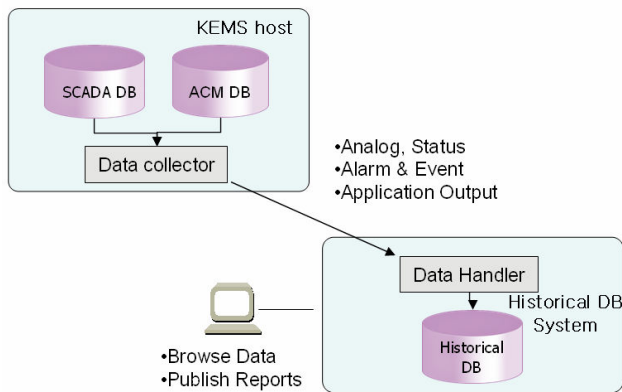 KEMS host
SCADA DB
ACM DB
Data collector
•Analog, Status
•Alarm & Event
•Application Output
Data Handler
Historical DB
System
Historical
DB
•Browse Data
•Publish Reports